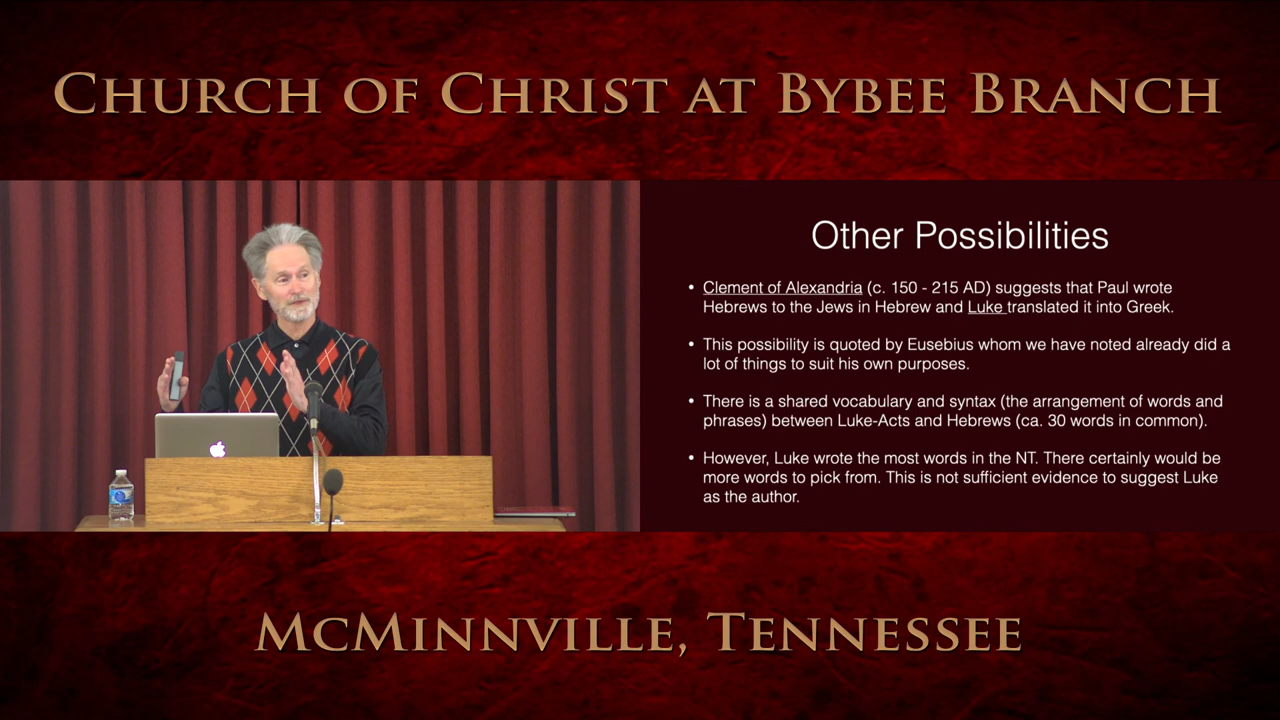 CHURCH OF CHRIST AT BYBEE BRANCH
Other Possibilities
• Clement of Alexandria (c. 150 - 215 AD) suggests that Paul wrote
Hebrews to the Jews in Hebrew and Luke translated it into Greek.
• This possibility is quoted by Eusebius whom we have noted already did a
lot of things to suit his own purposes.
• There is a shared vocabulary and syntax (the arrangement of words and
phrases) between Luke-Acts and Hebrews (ca. 30 words in common).
• However, Luke wrote the most words in the NT. There certainly would be
more words to pick from. This is not sufficient evidence to suggest Luke
as the author.
MCMINNVILLE, TENNESSEE